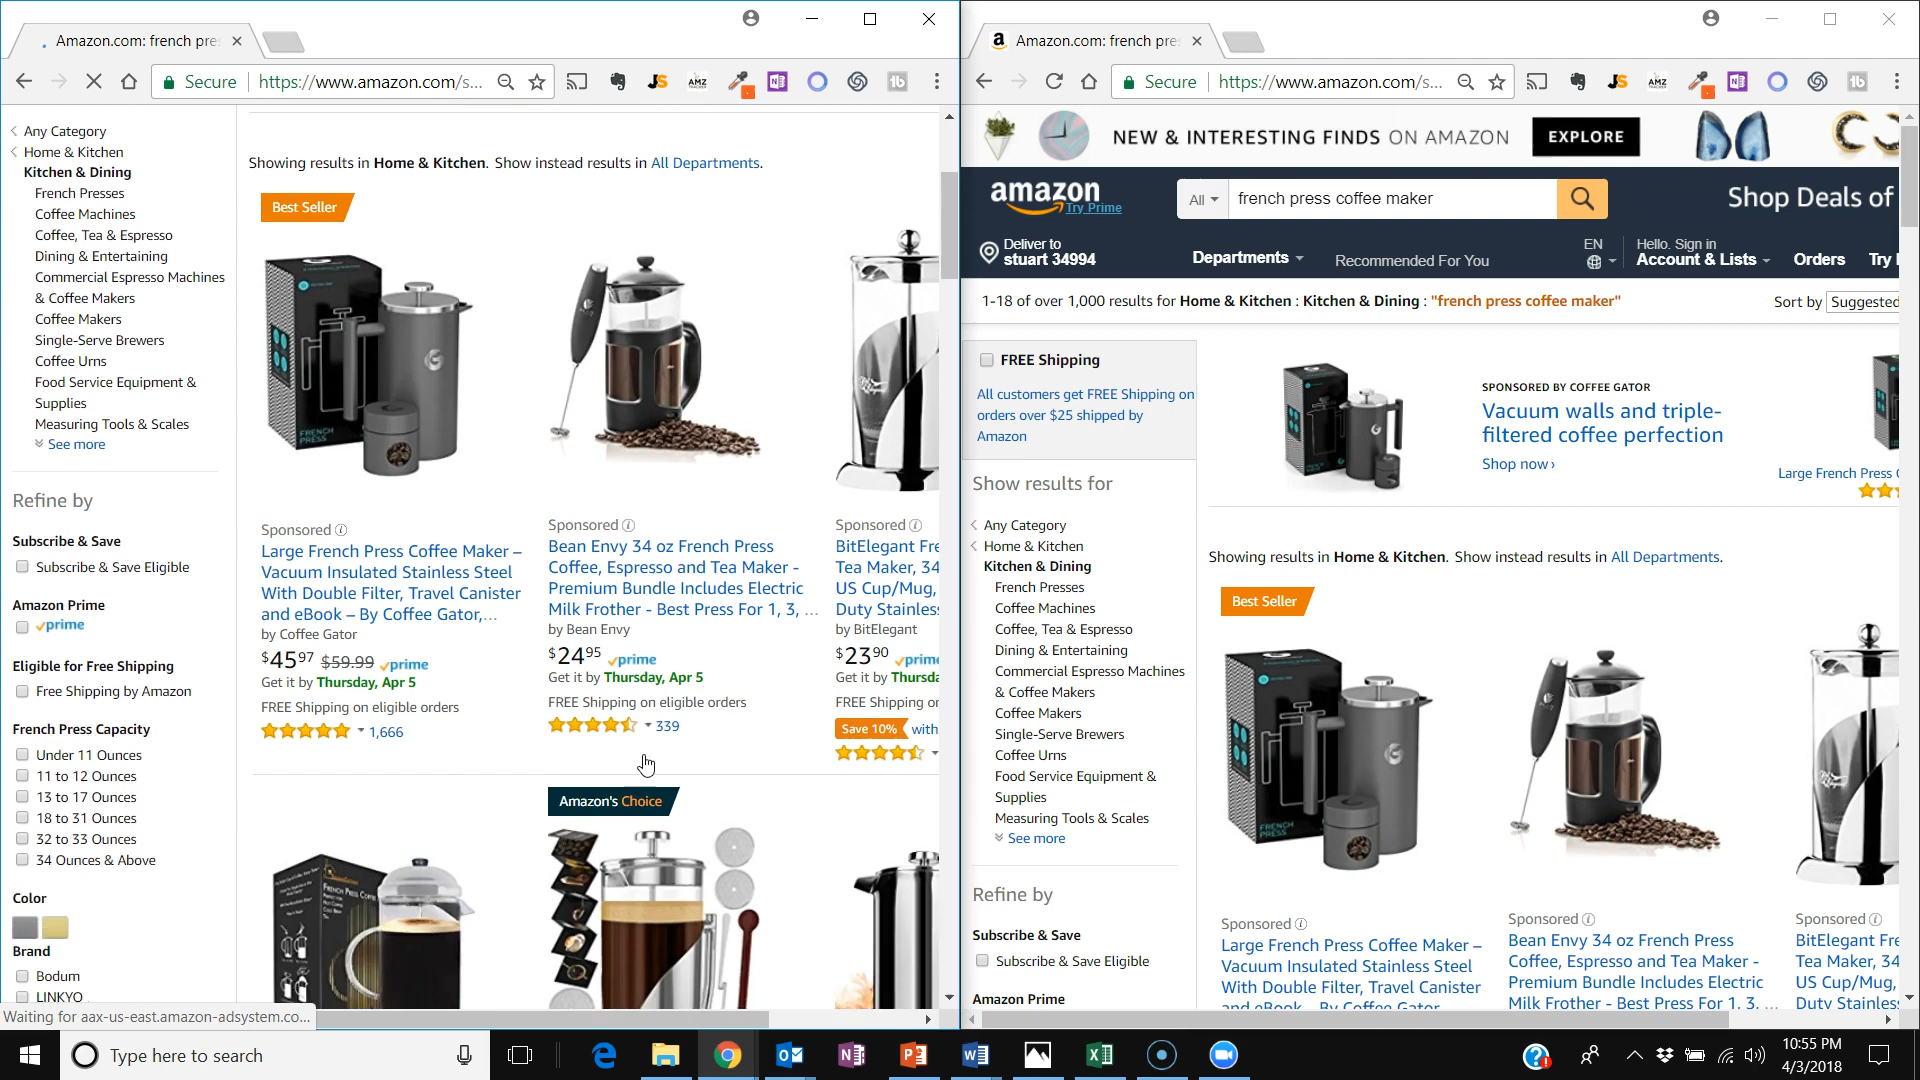 Amazon.com: french pre
Secure
https://www.amazon.com/s...
Any Category
Home & Kitchen
Kitchen & Dining
French Presses
Coffee Machines
Coffee, Tea & Espresso
Dining & Entertaining
Commercial Espresso Machines
& Coffee Makers
Coffee Makers
Single-Serve Brewers
Coffee Urns
Food Service Equipment &
Supplies
Measuring Tools & Scales
See more
Refine by
Subscribe & Save
Subscribe & Save Eligible
Amazon Prime
prime
Eligible for Free Shipping
Free Shipping by Amazon
French Press Capacity
Under 11 Ounces
11 to 12 Ounces
13 to 17 Ounces
18 to 31 Ounces
32 to 33 Ounces
34 Ounces & Above
Color
Brand
Bodum
LINKYO
Waiting for aax-us-east.amazon-adsystem.co...
Showing results in Home & Kitchen. Show instead results in All Departments.
Best Seller
Sponsored
Large French Press Coffee Maker –
Vacuum Insulated Stainless Steel
With Double Filter, Travel Canister
and eBook – By Coffee Gator,...
by Coffee Gator
$45 97 $59.99 prime
Get it by Thursday, Apr 5
FREE Shipping on eligible orders
1,666
Sponsored
Bean Envy 34 oz French Press
Coffee, Espresso and Tea Maker -
Premium Bundle Includes Electric
Milk Frother - Best Press For 1, 3, ...
by Bean Envy
$24 95 prime
Get it by Thursday, Apr 5
FREE Shipping on eligible orders
339
Sponsored
BitElegant Fre
Tea Maker, 34
US Cup/Mug,
Duty Stainles
by BitElegant
$23 90 prime
Get it by Thursda
FREE Shipping or
Save 10% with
Amazon's Choice
FRENCH PRESS
Amazon.com: french pre
Secure
https://www.amazon.com/s...
NEW & INTERESTING FINDS ON AMAZON
EXPLORE
amazon
Try Prime
All
french press coffee maker
Shop Deals of
Deliver to
stuart 34994
Departments
Recommended For You
EN
Hello. Sign in
Account & Lists
Orders
Try
1-18 of over 1,000 results for Home & Kitchen : Kitchen & Dining : "french press coffee maker"
Sort by Suggested
FREE Shipping
All customers get FREE Shipping on
orders over $25 shipped by
Amazon
Show results for
Any Category
Home & Kitchen
Kitchen & Dining
French Presses
Coffee Machines
Coffee, Tea & Espresso
Dining & Entertaining
Commercial Espresso Machines
& Coffee Makers
Coffee Makers
Single-Serve Brewers
Coffee Urns
Food Service Equipment &
Supplies
Measuring Tools & Scales
See more
Refine by
Subscribe & Save
Subscribe & Save Eligible
Amazon Prime
SPONSORED BY COFFEE GATOR
Vacuum walls and triple-
filtered coffee perfection
Shop now›
Large French Press C
Showing results in Home & Kitchen. Show instead results in All Departments.
Best Seller
FRENCH PRESS
Sponsored
Large French Press Coffee Maker –
Vacuum Insulated Stainless Steel
With Double Filter, Travel Canister
and eBook – By Coffee Gator
Sponsored
Bean Envy 34 oz French Press
Coffee, Espresso and Tea Maker -
Premium Bundle Includes Electric
Milk Frother - Best Press For 1, 3, ...
Sponsored
BitElegant Fre
Tea Maker, 34
US Cup/Mug,
Duty Stainles
Type here to search
10:55 PM
4/3/2018